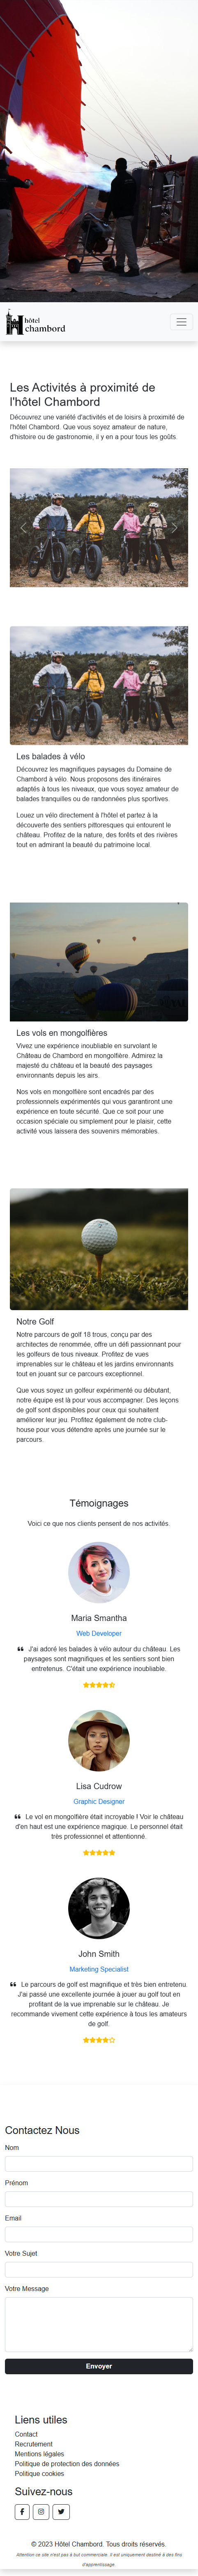 hôtel
chambord
Les Activités à proximité de
l'hôtel Chambord
Découvrez une variété d'activités et de loisirs à proximité de
l'hôtel Chambord. Que vous soyez amateur de nature,
d'histoire ou de gastronomie, il y en a pour tous les goûts.
Les balades à vélo
Découvrez les magnifiques paysages du Domaine de
Chambord à vélo. Nous proposons des itinéraires
adaptés à tous les niveaux, que vous soyez amateur de
balades tranquilles ou de randonnées plus sportives.
Louez un vélo directement à l'hôtel et partez à la
découverte des sentiers pittoresques qui entourent le
château. Profitez de la nature, des forêts et des rivières
tout en admirant la beauté du patrimoine local.
Les vols en mongolfières
Vivez une expérience inoubliable en survolant le
Château de Chambord en mongolfière. Admirez la
majesté du château et la beauté des paysages
environnants depuis les airs.
Nos vols en mongolfière sont encadrés par des
professionnels expérimentés qui vous garantiront une
expérience en toute sécurité. Que ce soit pour une
occasion spéciale ou simplement pour le plaisir, cette
activité vous laissera des souvenirs mémorables.
Notre Golf
Notre parcours de golf 18 trous, conçu par des
architectes de renommée, offre un défi passionnant pour
les golfeurs de tous niveaux. Profitez de vues
imprenables sur le château et les jardins environnants
tout en jouant sur ce parcours exceptionnel.
Que vous soyez un golfeur expérimenté ou débutant,
notre équipe est là pour vous accompagner. Des leçons
de golf sont disponibles pour ceux qui souhaitent
améliorer leur jeu. Profitez également de notre club-
house pour vous détendre après une journée sur le
parcours.
Témoignages
Voici ce que nos clients pensent de nos activités.
Maria Smantha
Web Developer
J'ai adoré les balades à vélo autour du château. Les
paysages sont magnifiques et les sentiers sont bien
entretenus. C'était une expérience inoubliable.
Lisa Cudrow
Graphic Designer
Le vol en mongolfière était incroyable ! Voir le château
d'en haut est une expérience magique. Le personnel était
très professionnel et attentionné.
John Smith
Marketing Specialist
Le parcours de golf est magnifique et très bien entretenu.
J'ai passé une excellente journée à jouer au golf tout en
profitant de la vue imprenable sur le château. Je
recommande vivement cette expérience à tous les amateurs
de golf.
Contactez Nous
Nom
Prénom
Email
Votre Sujet
Votre Message
Envoyer
Liens utiles
Contact
Recrutement
Mentions légales
Politique de protection des données
Politique cookies
Suivez-nous
© 2023 Hôtel Chambord. Tous droits réservés.
Attention ce site n'est pas à but commerciale. Il est uniquement destiné à des fins
d'apprentissage.